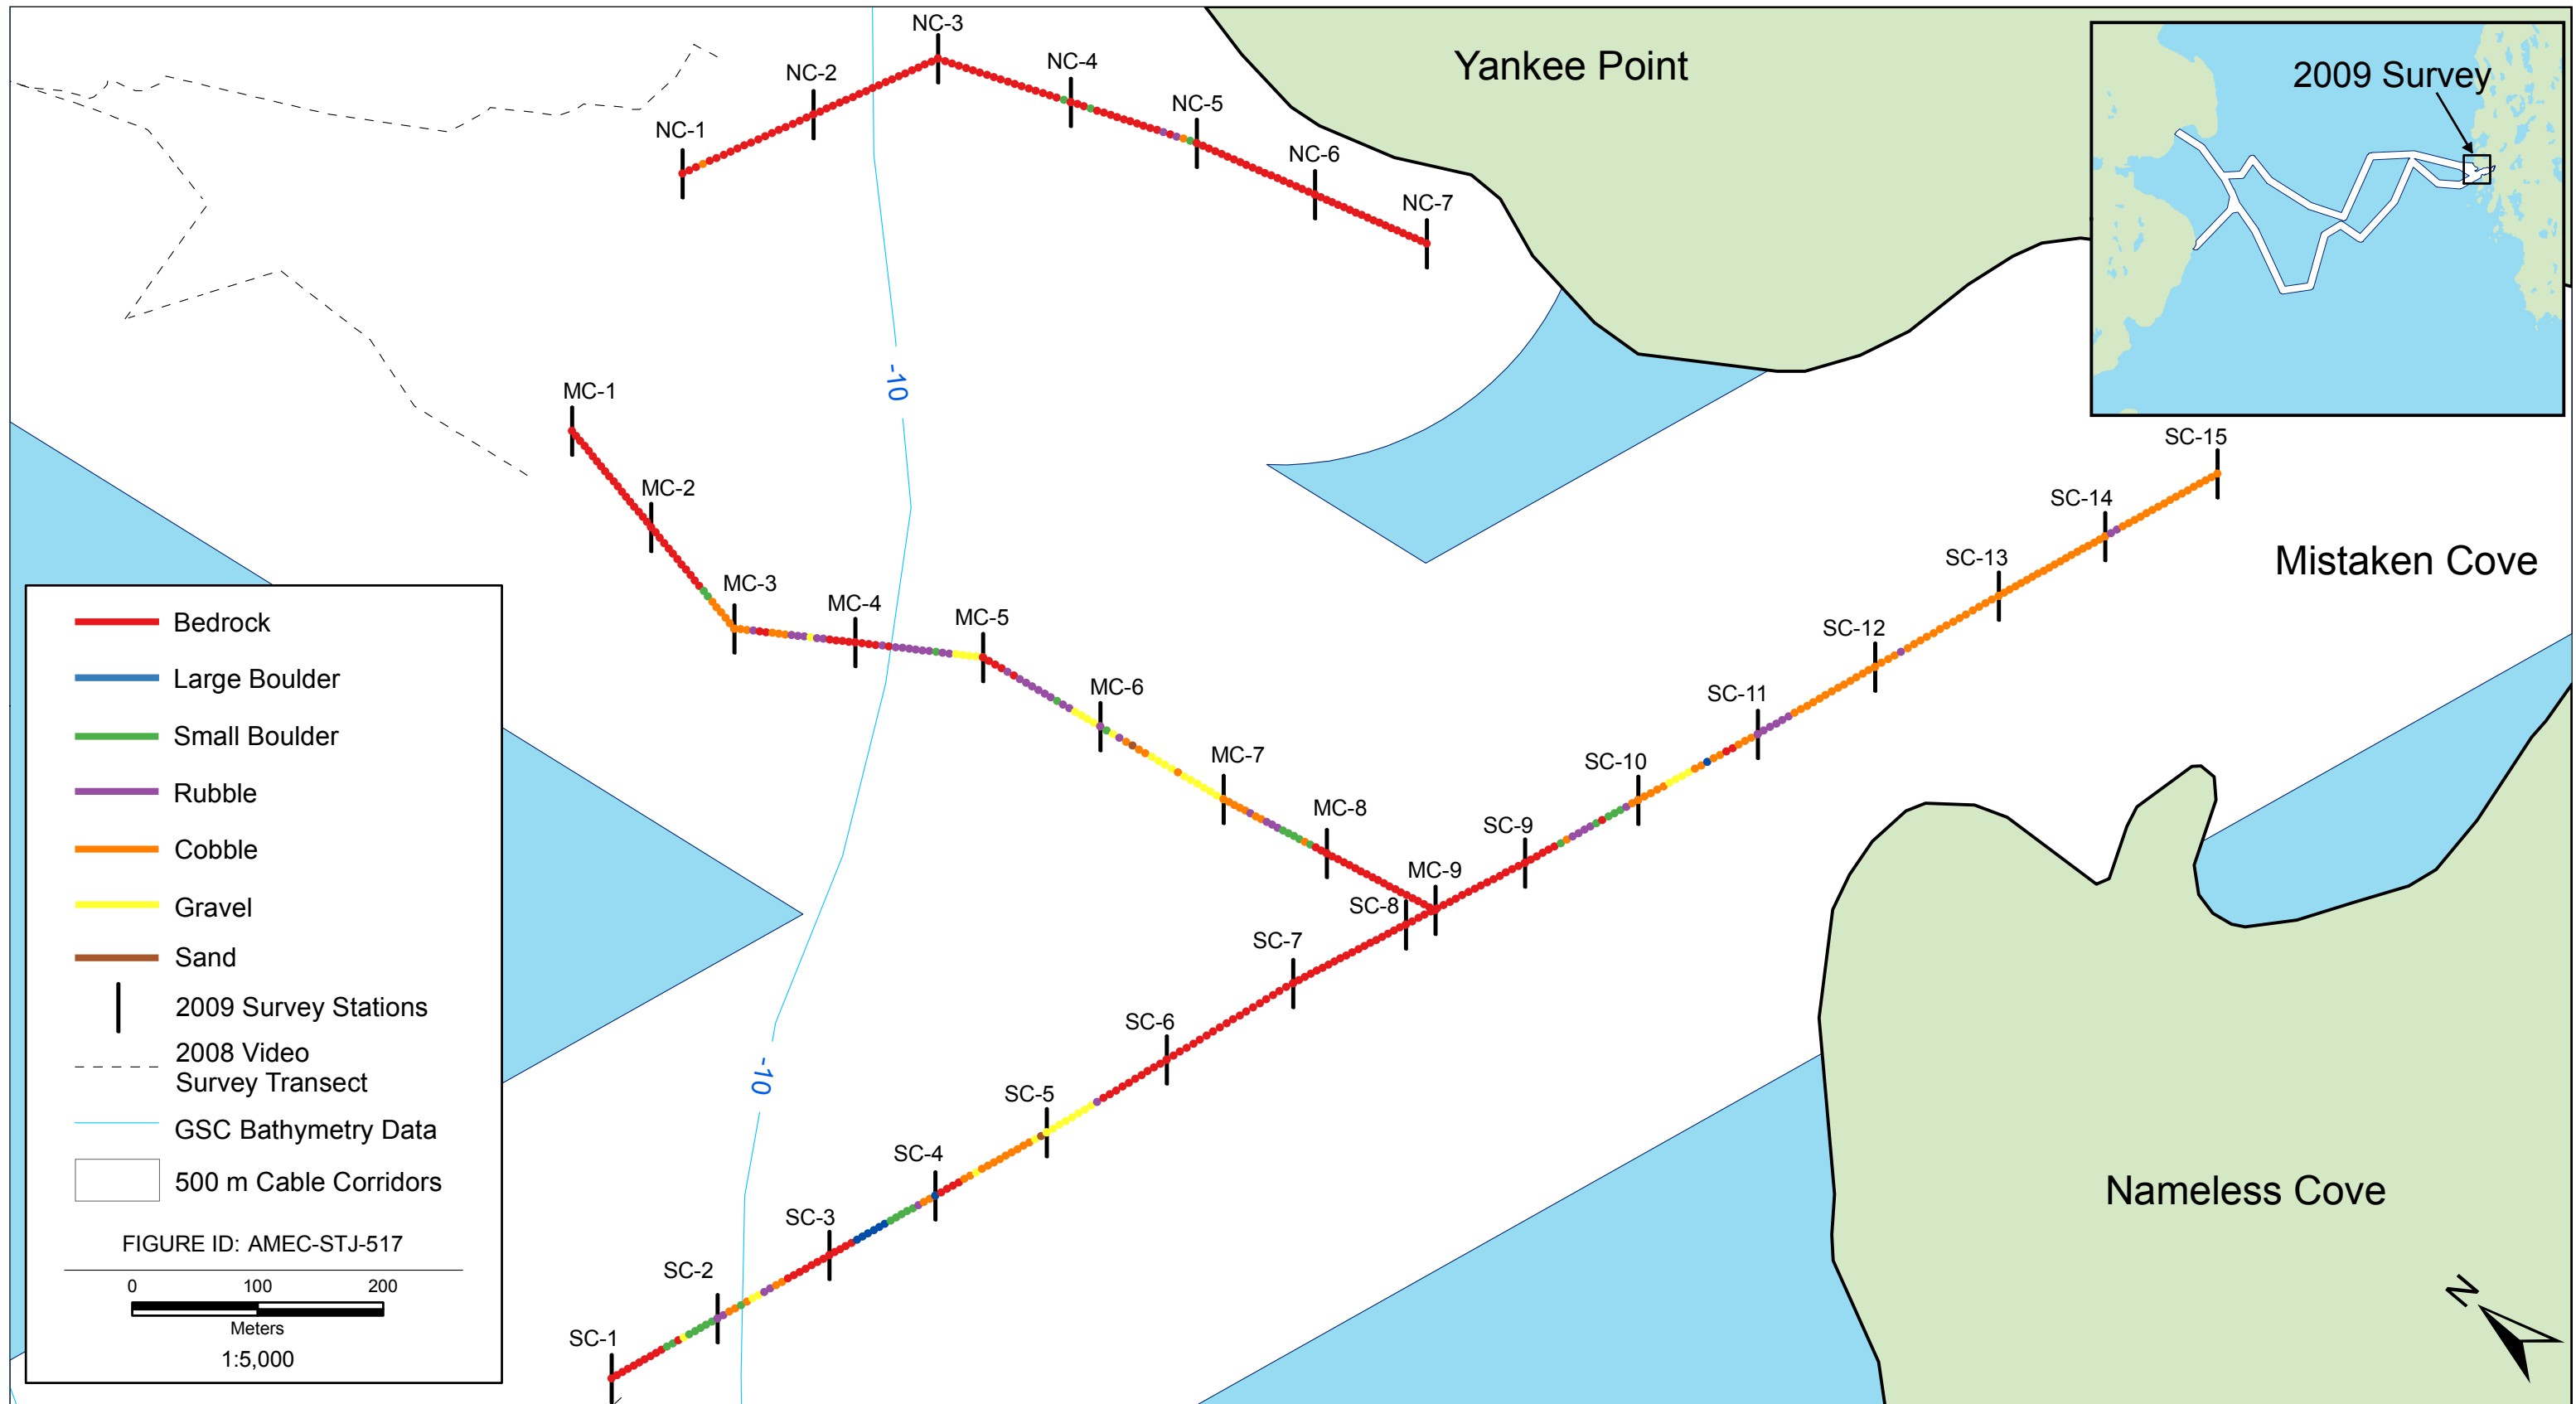 NC-3
Yankee Point
2009 Survey
NC-4
NC-2
NC-5
NC-1
NC-6
NC-7
-10
MC-1
SC-15
MC-2
SC-14
Mistaken Cove
SC-13
MC-3
MC-4
MC-5
SC-12
MC-6
SC-11
MC-7
SC-10
MC-8
SC-9
MC-9
SC-8
SC-7
SC-6
-10
SC-5
SC-4
Nameless Cove
SC-3
SC-2
SC-1
Bedrock
Large Boulder
Small Boulder
Rubble
Cobble
Gravel
Sand
2009 Survey Stations
2008 Video
Survey Transect
GSC Bathymetry Data
500 m Cable Corridors
FIGURE ID: AMEC-STJ-517
0 100 200
Meters
1:5,000
N